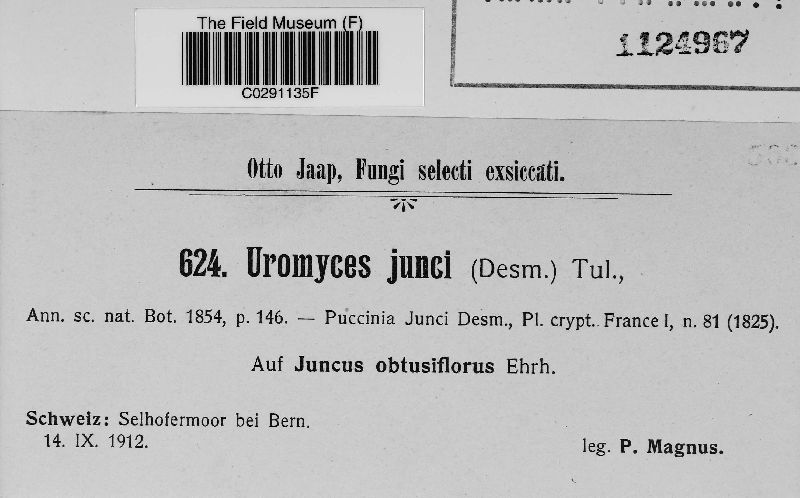 The Field Museum (F)
C0291135F
1124967
Otto Jaap, Fungi selecti exsiccati.
624. Uromyces junci (Desm.) Tul.,
Ann. sc. nat. Bot. 1854, p. 146. — Puccinia Junci Desm., Pl. crypt. France I, n. 81 (1825).
Auf Juncus obtusiflorus Ehrh.
Schweiz: Selhofermoor bei Bern.
14. IX. 1912.
leg. P. Magnus.